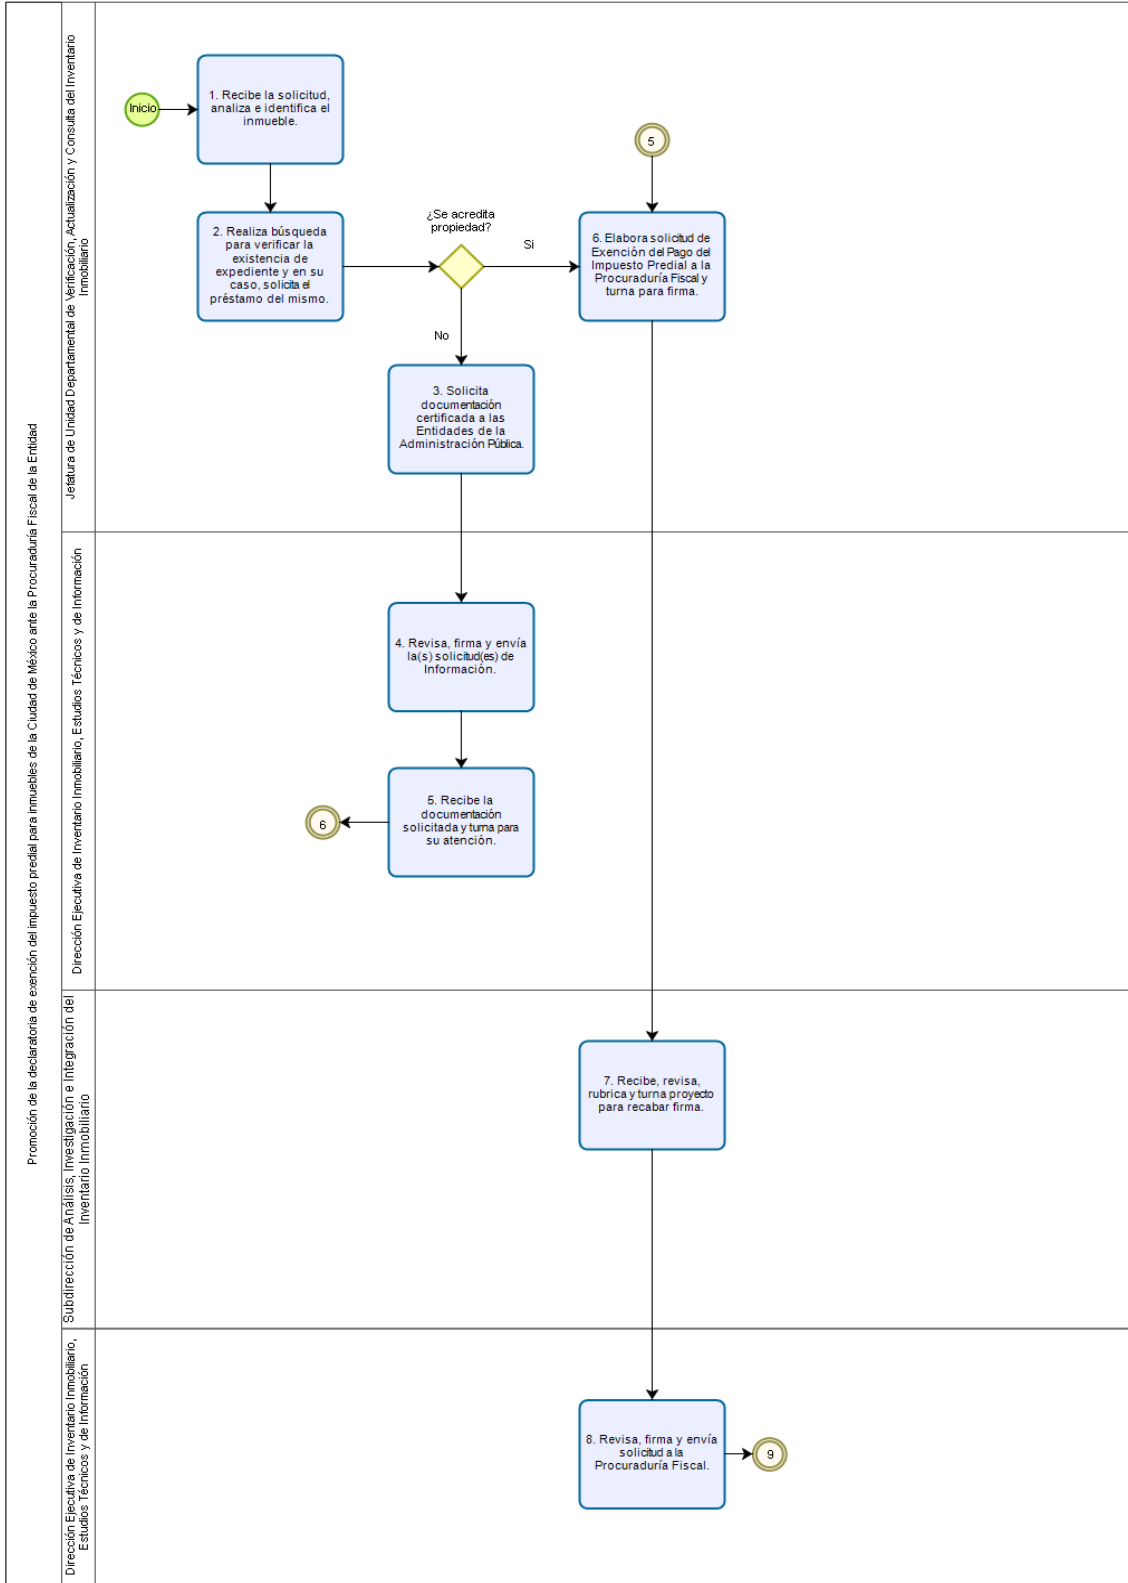 Promoción de la declaratoria de exención del impuesto predial para inmuebles de la Ciudad de México ante la Procuraduría Fiscal de la Entidad
Jefatura de Unidad Departamental de Verificación, Actualización y Consulta del Inventario
Inmobiliario
Inicio
1. Recibe la solicitud,
analiza e identifica el
inmueble.
5
2. Realiza búsqueda
para verificar la
existencia de
expediente y en su
caso, solicita el
préstamo del mismo.
¿Se acredita
propiedad?
Si
No
6. Elabora solicitud de
Exención del Pago del
Impuesto Predial a la
Procuraduría Fiscal y
turna para firma.
3. Solicita
documentación
certificada a las
Entidades de la
Administración Pública.
Dirección Ejecutiva de Inventario Inmobiliario, Estudios Técnicos y de Información
4. Revisa, firma y envía
la(s) solicitud(es) de
Información.
5. Recibe la
documentación
solicitada y turna para
su atención.
6
Subdirección de Análisis, Investigación e Integración del
Inventario Inmobiliario
7. Recibe, revisa,
rubrica y turna proyecto
para recabar firma.
Dirección Ejecutiva de Inventario Inmobiliario,
Estudios Técnicos y de Información
8. Revisa, firma y envía
solicitud a la
Procuraduría Fiscal.
9